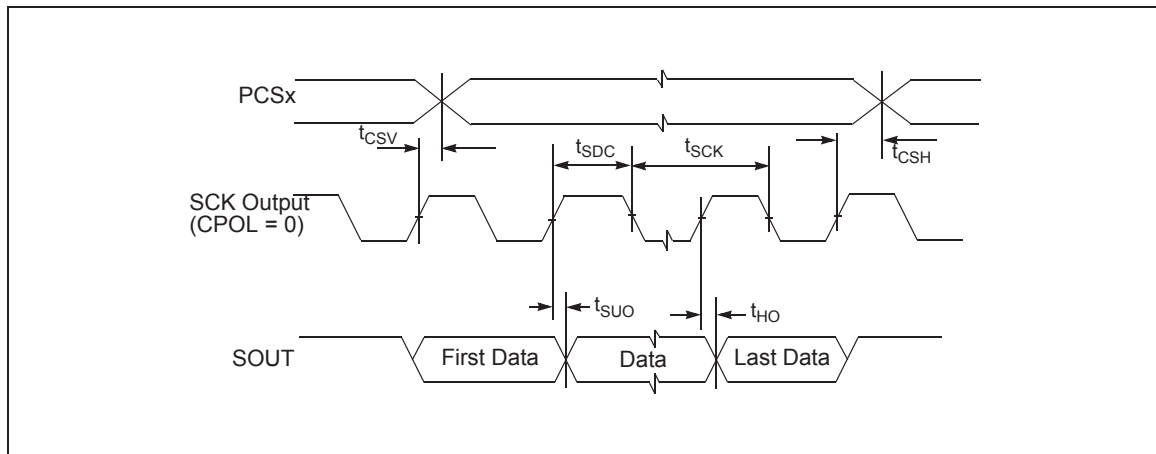 PCSx
tCSV
tSDC
tSCK
tCSH
SCK Output
(CPOL = 0)
tSUO
tHO
SOUT
First Data
Data
Last Data